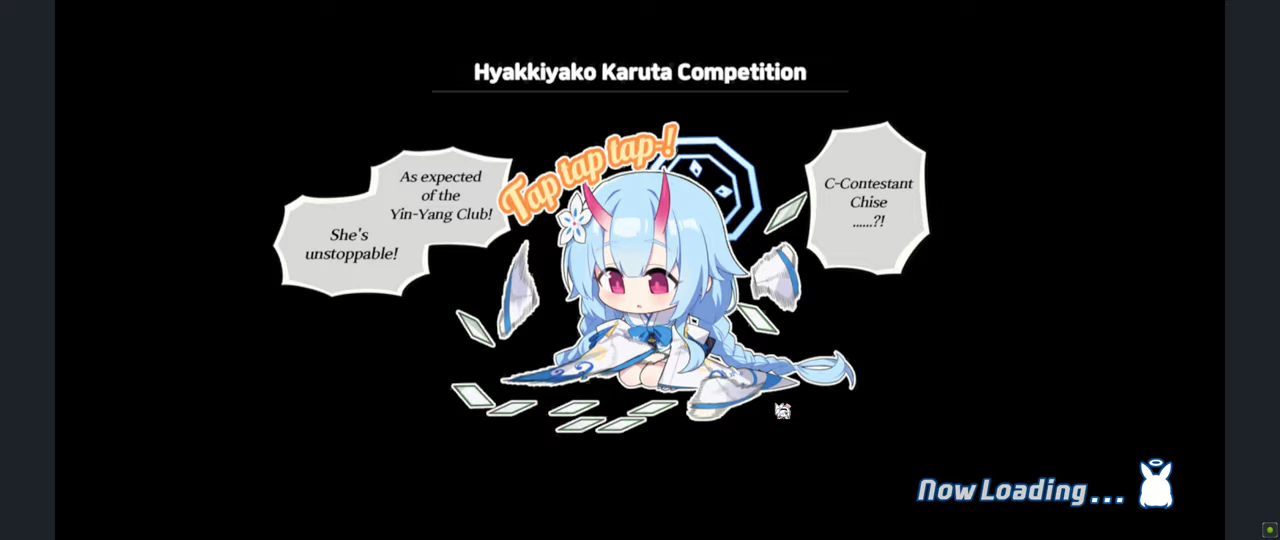 Hyakkiyako Karuta Competition
Tap tap tap-!
As expected
of the
Yin-Yang Club!
She's
unstoppable!
C-Contestant
Chise
......?!
Now Loading...